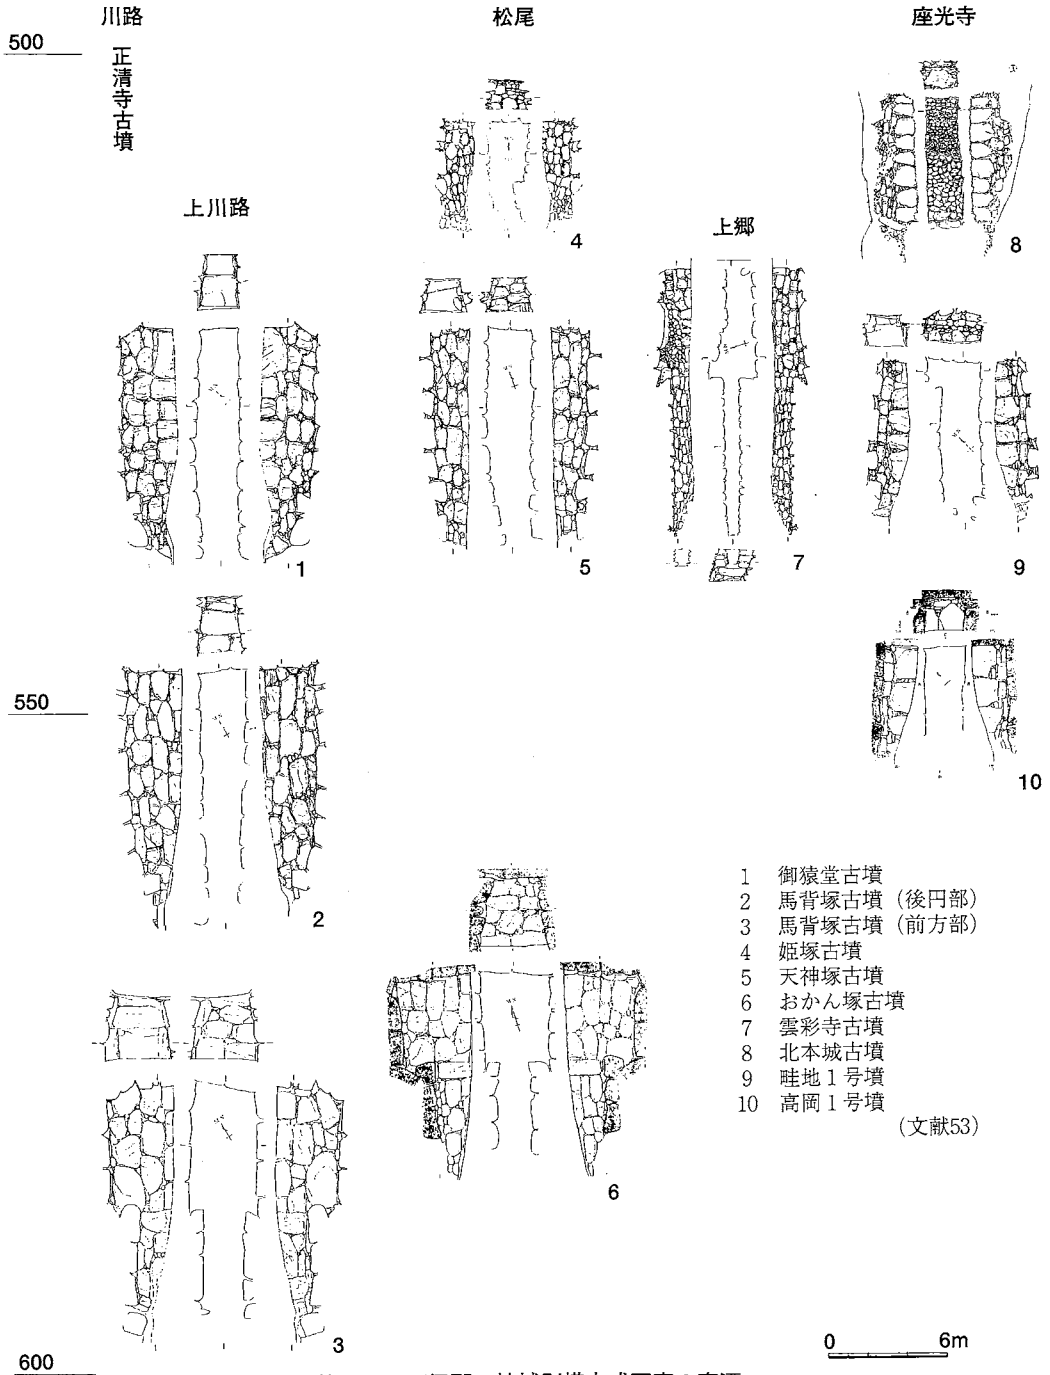 川路
松尾
座光寺
500
正清寺古墳
上川路
4
上郷
8
1
5
7
9
550
10
2
1 御猿堂古墳
2 馬背塚古墳（後円部）
3 馬背塚古墳（前方部）
4 姫塚古墳
5 天神塚古墳
6 おかん塚古墳
7 雲彩寺古墳
8 北本城古墳
9 畦地1号墳
10 高岡1号墳
（文献53）
6
3
0 6m
600